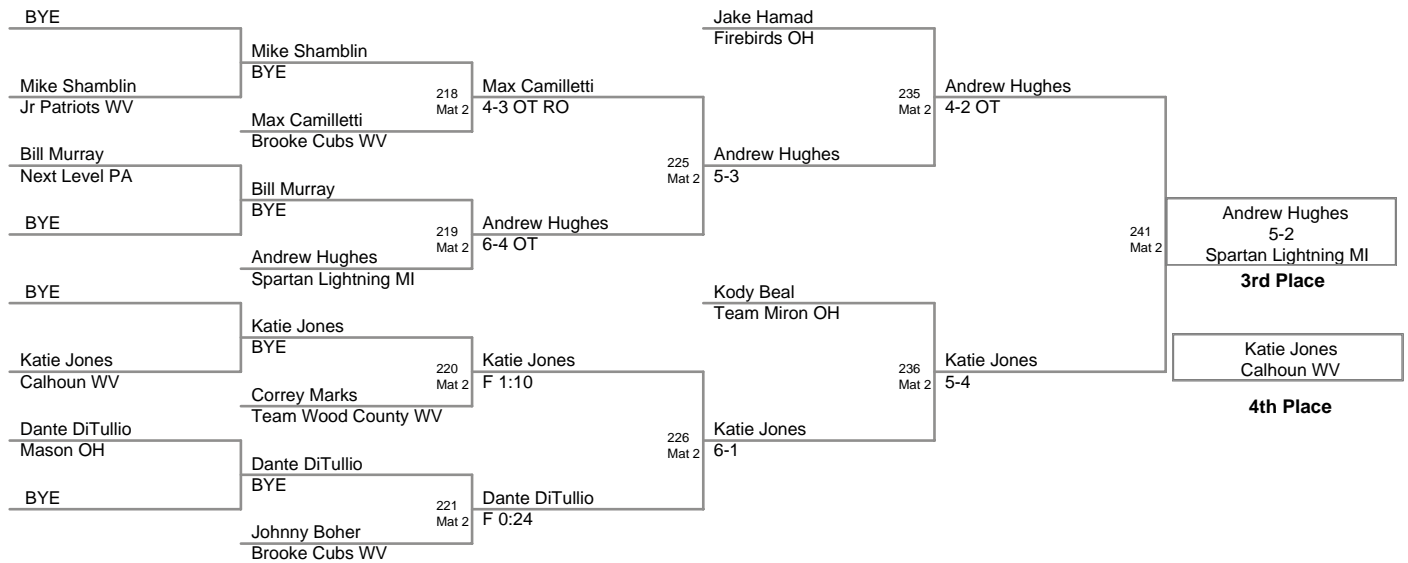 BYE
Mike Shamblin
Jr Patriots WV
Bill Murray
Next Level PA
BYE
BYE
Katie Jones
Calhoun WV
Dante DiTullio
Mason OH
BYE
Mike Shamblin
BYE
218
Mat 2
Max Camilletti
Brooke Cubs WV
Bill Murray
BYE
219
Mat 2
Andrew Hughes
Spartan Lightning MI
Katie Jones
BYE
220
Mat 2
Correy Marks
Team Wood County WV
Dante DiTullio
BYE
221
Mat 2
Johnny Boher
Brooke Cubs WV
Max Camilletti
4-3 OT RO
225
Mat 2
Andrew Hughes
6-4 OT
Katie Jones
F 1:10
226
Mat 2
Dante DiTullio
F 0:24
Jake Hamad
Firebirds OH
235
Mat 2
Andrew Hughes
5-3
Kody Beal
Team Miron OH
236
Mat 2
Katie Jones
6-1
Andrew Hughes
4-2 OT
241
Mat 2
Katie Jones
5-4
Andrew Hughes
5-2
Spartan Lightning MI
3rd Place
Katie Jones
Calhoun WV
4th Place